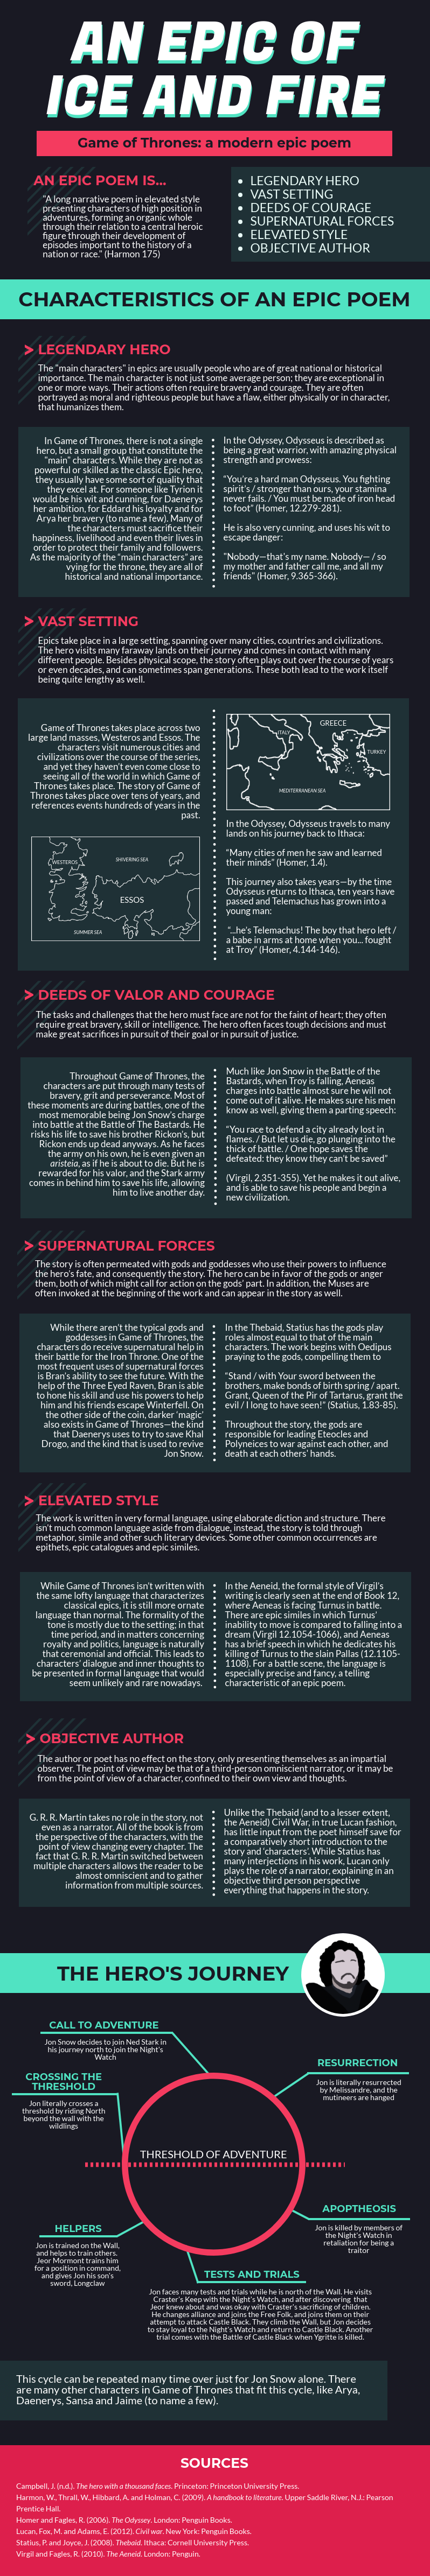 AN EPIC OF
ICE AND FIRE
Game of Thrones: a modern epic poem
AN EPIC POEM IS...
"A long narrative poem in elevated style
presenting characters of high position in
adventures, forming an organic whole
through their relation to a central heroic
figure through their development of
episodes important to the history of a
nation or race." (Harmon 175)
• LEGENDARY HERO
• VAST SETTING
• DEEDS OF COURAGE
• SUPERNATURAL FORCES
• ELEVATED STYLE
• OBJECTIVE AUTHOR
CHARACTERISTICS OF AN EPIC POEM
> LEGENDARY HERO
The "main characters" in epics are usually people who are of great national or historical
importance. The main character is not just some average person; they are exceptional in
one or more ways. Their actions often require bravery and courage. They are often
portrayed as moral and righteous people but have a flaw, either physically or in character,
that humanizes them.
In Game of Thrones, there is not a single
hero, but a small group that constitute the
"main" characters. While they are not as
powerful or skilled as the classic Epic hero,
they usually have some sort of quality that
they excel at. For someone like Tyrion it
would be his wit and cunning, for Daenerys
her ambition, for Eddard his loyalty and for
Arya her bravery (to name a few). Many of
the characters must sacrifice their
happiness, livelihood and even their lives in
order to protect their family and followers.
As the majority of the "main characters" are
vying for the throne, they are all of
historical and national importance.
In the Odyssey, Odysseus is described as
being a great warrior, with amazing physical
strength and prowess:
"You're a hard man Odysseus. You fighting
spirit's / stronger than ours, your stamina
never fails. / You must be made of iron head
to foot" (Homer, 12.279-281).
He is also very cunning, and uses his wit to
escape danger:
"Nobody—that's my name. Nobody— / so
my mother and father call me, and all my
friends" (Homer, 9.365-366).
> VAST SETTING
Epics take place in a large setting, spanning over many cities, countries and civilizations.
The hero visits many faraway lands on their journey and comes in contact with many
different people. Besides physical scope, the story often plays out over the course of years
or even decades, and can sometimes span generations. These both lead to the work itself
being quite lengthy as well.
Game of Thrones takes place across two
large land masses, Westeros and Essos. The
characters visit numerous cities and
civilizations over the course of the series,
and yet they haven't even come close to
seeing all of the world in which Game of
Thrones takes place. The story of Game of
Thrones takes place over tens of years, and
references events hundreds of years in the
past.
WESTEROS
SHIVERING SEA
ESSOS
SUMMER SEA
GREECE
ITALY
TURKEY
MEDITERRANEAN SEA
In the Odyssey, Odysseus travels to many
lands on his journey back to Ithaca:
"Many cities of men he saw and learned
their minds" (Homer, 1.4).
This journey also takes years—by the time
Odysseus returns to Ithaca, ten years have
passed and Telemachus has grown into a
young man:
"...he's Telemachus! The boy that hero left /
a babe in arms at home when you... fought
at Troy" (Homer, 4.144-146).
> DEEDS OF VALOR AND COURAGE
The tasks and challenges that the hero must face are not for the faint of heart; they often
require great bravery, skill or intelligence. The hero often faces tough decisions and must
make great sacrifices in pursuit of their goal or in pursuit of justice.
Throughout Game of Thrones, the
characters are put through many tests of
bravery, grit and perseverance. Most of
these moments are during battles, one of the
most memorable being Jon Snow's charge
into battle at the Battle of The Bastards. He
risks his life to save his brother Rickon's, but
Rickon ends up dead anyways. As he faces
the army on his own, he is even given an
aristeia, as if he is about to die. But he is
rewarded for his valor, and the Stark army
comes in behind him to save his life, allowing
him to live another day.
Much like Jon Snow in the Battle of the
Bastards, when Troy is falling, Aeneas
charges into battle almost sure he will not
come out of it alive. He makes sure his men
know as well, giving them a parting speech:
"You race to defend a city already lost in
flames. / But let us die, go plunging into the
thick of battle. / One hope saves the
defeated: they know they can't be saved"
(Virgil, 2.351-355). Yet he makes it out alive,
and is able to save his people and begin a
new civilization.
> SUPERNATURAL FORCES
The story is often permeated with gods and goddesses who use their powers to influence
the hero's fate, and consequently the story. The hero can be in favor of the gods or anger
them, both of which might call for action on the gods' part. In addition, the Muses are
often invoked at the beginning of the work and can appear in the story as well.
While there aren't the typical gods and
goddesses in Game of Thrones, the
characters do receive supernatural help in
their battle for the Iron Throne. One of the
most frequent uses of supernatural forces
is Bran's ability to see the future. With the
help of the Three Eyed Raven, Bran is able
to hone his skill and use his powers to help
him and his friends escape Winterfell. On
the other side of the coin, darker 'magic'
also exists in Game of Thrones—the kind
that Daenerys uses to try to save Khal
Drogo, and the kind that is used to revive
Jon Snow.
In the Thebaid, Statius has the gods play
roles almost equal to that of the main
characters. The work begins with Oedipus
praying to the gods, compelling them to
"Stand / with Your sword between the
brothers, make bonds of birth spring / apart.
Grant, Queen of the Pir of Tartarus, grant the
evil / I long to have seen!" (Statius, 1.83-85).
Throughout the story, the gods are
responsible for leading Eteocles and
Polyneices to war against each other, and
death at each others' hands.
> ELEVATED STYLE
The work is written in very formal language, using elaborate diction and structure. There
isn't much common language aside from dialogue, instead, the story is told through
metaphor, simile and other such literary devices. Some other common occurrences are
epithets, epic catalogues and epic similes.
While Game of Thrones isn't written with
the same lofty language that characterizes
classical epics, it is still more ornate
language than normal. The formality of the
tone is mostly due to the setting; in that
time period, and in matters concerning
royalty and politics, language is naturally
that ceremonial and official. This leads to
characters' dialogue and inner thoughts to
be presented in formal language that would
seem unlikely and rare nowadays.
In the Aeneid, the formal style of Virgil's
writing is clearly seen at the end of Book 12,
where Aeneas is facing Turnus in battle.
There are epic similes in which Turnus'
inability to move is compared to falling into a
dream (Virgil 12.1054-1066), and Aeneas
has a brief speech in which he dedicates his
killing of Turnus to the slain Pallas (12.1105-
1108). For a battle scene, the language is
especially precise and fancy, a telling
characteristic of an epic poem.
> OBJECTIVE AUTHOR
The author or poet has no effect on the story, only presenting themselves as an impartial
observer. The point of view may be that of a third-person omniscient narrator, or it may be
from the point of view of a character, confined to their own view and thoughts.
G. R. R. Martin takes no role in the story, not
even as a narrator. All of the book is from
the perspective of the characters, with the
point of view changing every chapter. The
fact that G. R. R. Martin switched between
multiple characters allows the reader to be
almost omniscient and to gather
information from multiple sources.
Unlike the Thebaid (and to a lesser extent,
the Aeneid) Civil War, in true Lucan fashion,
has little input from the poet himself save for
a comparatively short introduction to the
story and 'characters'. While Statius has
many interjections in his work, Lucan only
plays the role of a narrator, explaining in an
objective third person perspective
everything that happens in the story.
THE HERO'S JOURNEY
CALL TO ADVENTURE
Jon Snow decides to join Ned Stark in
his journey north to join the Night's
Watch
CROSSING THE
THRESHOLD
Jon literally crosses a
threshold by riding North
beyond the wall with the
wildlings
RESURRECTION
Jon is literally resurrected
by Melissandre, and the
mutineers are hanged
THRESHOLD OF ADVENTURE
APOPTHEOSIS
Jon is killed by members of
the Night's Watch in
retaliation for being a
traitor
HELPERS
Jon is trained on the Wall,
and helps to train others.
Jeor Mormont trains him
for a position in command,
and gives Jon his son's
sword, Longclaw
TESTS AND TRIALS
Jon faces many tests and trials while he is north of the Wall. He visits
Craster's Keep with the Night's Watch, and after discovering that
Jeor knew about and was okay with Craster's sacrificing of children.
He changes alliance and joins the Free Folk, and joins them on their
attempt to attack Castle Black. They climb the Wall, but Jon decides
to stay loyal to the Night's Watch and return to Castle Black. Another
trial comes with the Battle of Castle Black when Ygritte is killed.
This cycle can be repeated many time over just for Jon Snow alone. There
are many other characters in Game of Thrones that fit this cycle, like Arya,
Daenerys, Sansa and Jaime (to name a few).
SOURCES
Campbell, J. (n.d.). The hero with a thousand faces. Princeton: Princeton University Press.
Harmon, W., Thrall, W., Hibbard, A. and Holman, C. (2009). A handbook to literature. Upper Saddle River, N.J.: Pearson
Prentice Hall.
Homer and Fagles, R. (2006). The Odyssey. London: Penguin Books.
Lucan, Fox, M. and Adams, E. (2012). Civil war. New York: Penguin Books.
Statius, P. and Joyce, J. (2008). Thebaid. Ithaca: Cornell University Press.
Virgil and Fagles, R. (2010). The Aeneid. London: Penguin.